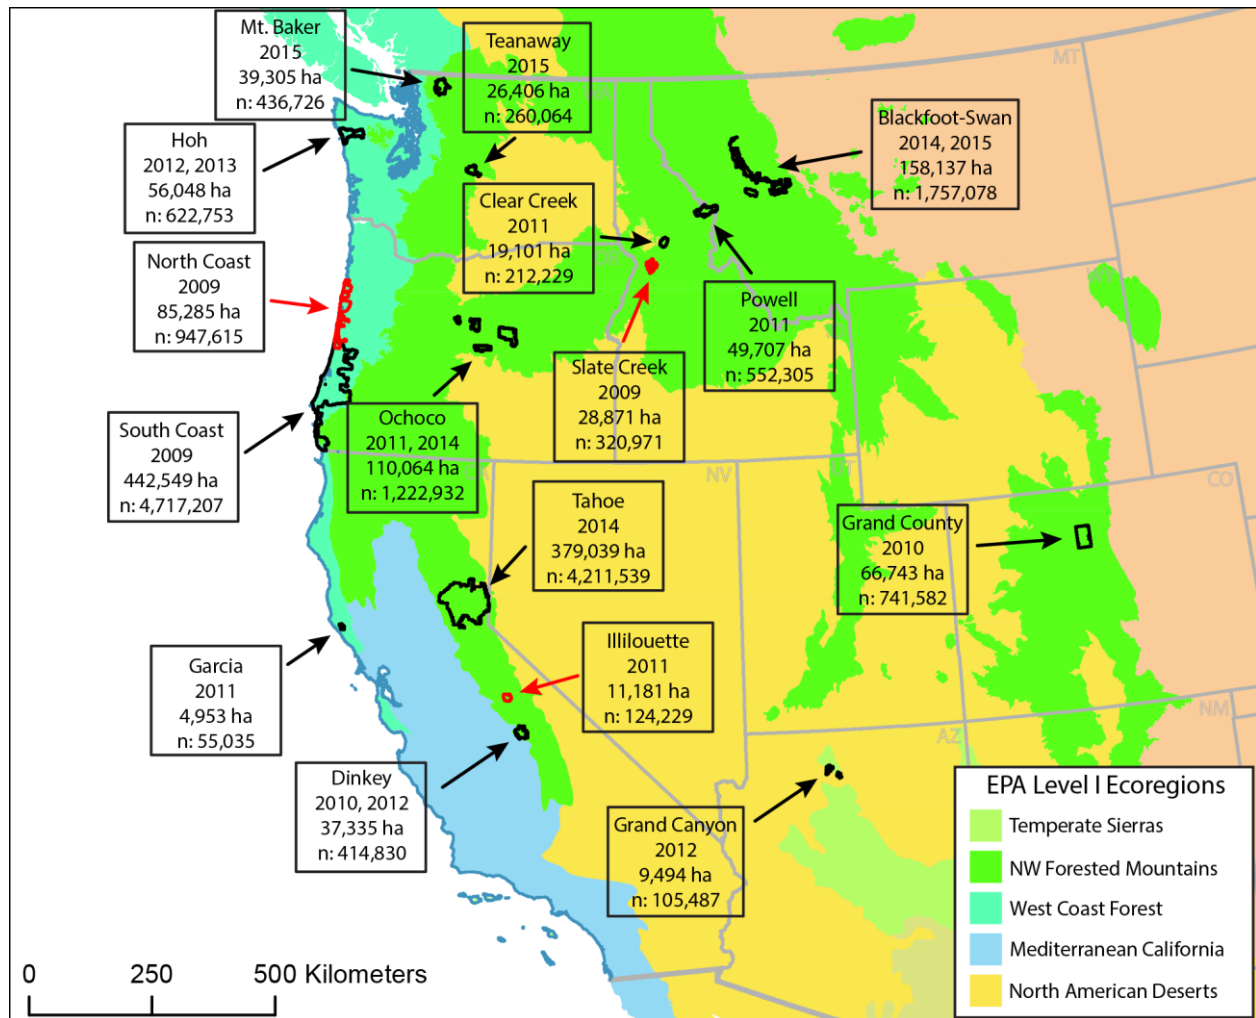 Mt. Baker
2015
39,305 ha
n: 436,726
Teanaway
2015
26,406 ha
n: 260,064
Hoh
2012, 2013
56,048 ha
n: 622,753
Blackfoot-Swan
2014, 2015
158,137 ha
n: 1,757,078
Clear Creek
2011
19,101 ha
n: 212,229
North Coast
2009
85,285 ha
n: 947,615
Powell
2011
49,707 ha
n: 552,305
Slate Creek
2009
28,871 ha
n: 320,971
South Coast
2009
442,549 ha
n: 4,717,207
Ochoco
2011, 2014
110,064 ha
n: 1,222,932
Tahoe
2014
379,039 ha
n: 4,211,539
Grand County
2010
66,743 ha
n: 741,582
Garcia
2011
4,953 ha
n: 55,035
Illilouette
2011
11,181 ha
n: 124,229
Dinkey
2010, 2012
37,335 ha
n: 414,830
Grand Canyon
2012
9,494 ha
n: 105,487
MT
WA
NV
CO
AZ
NM
EPA Level I Ecoregions
Temperate Sierras
NW Forested Mountains
West Coast Forest
Mediterranean California
North American Deserts
0 250 500 Kilometers